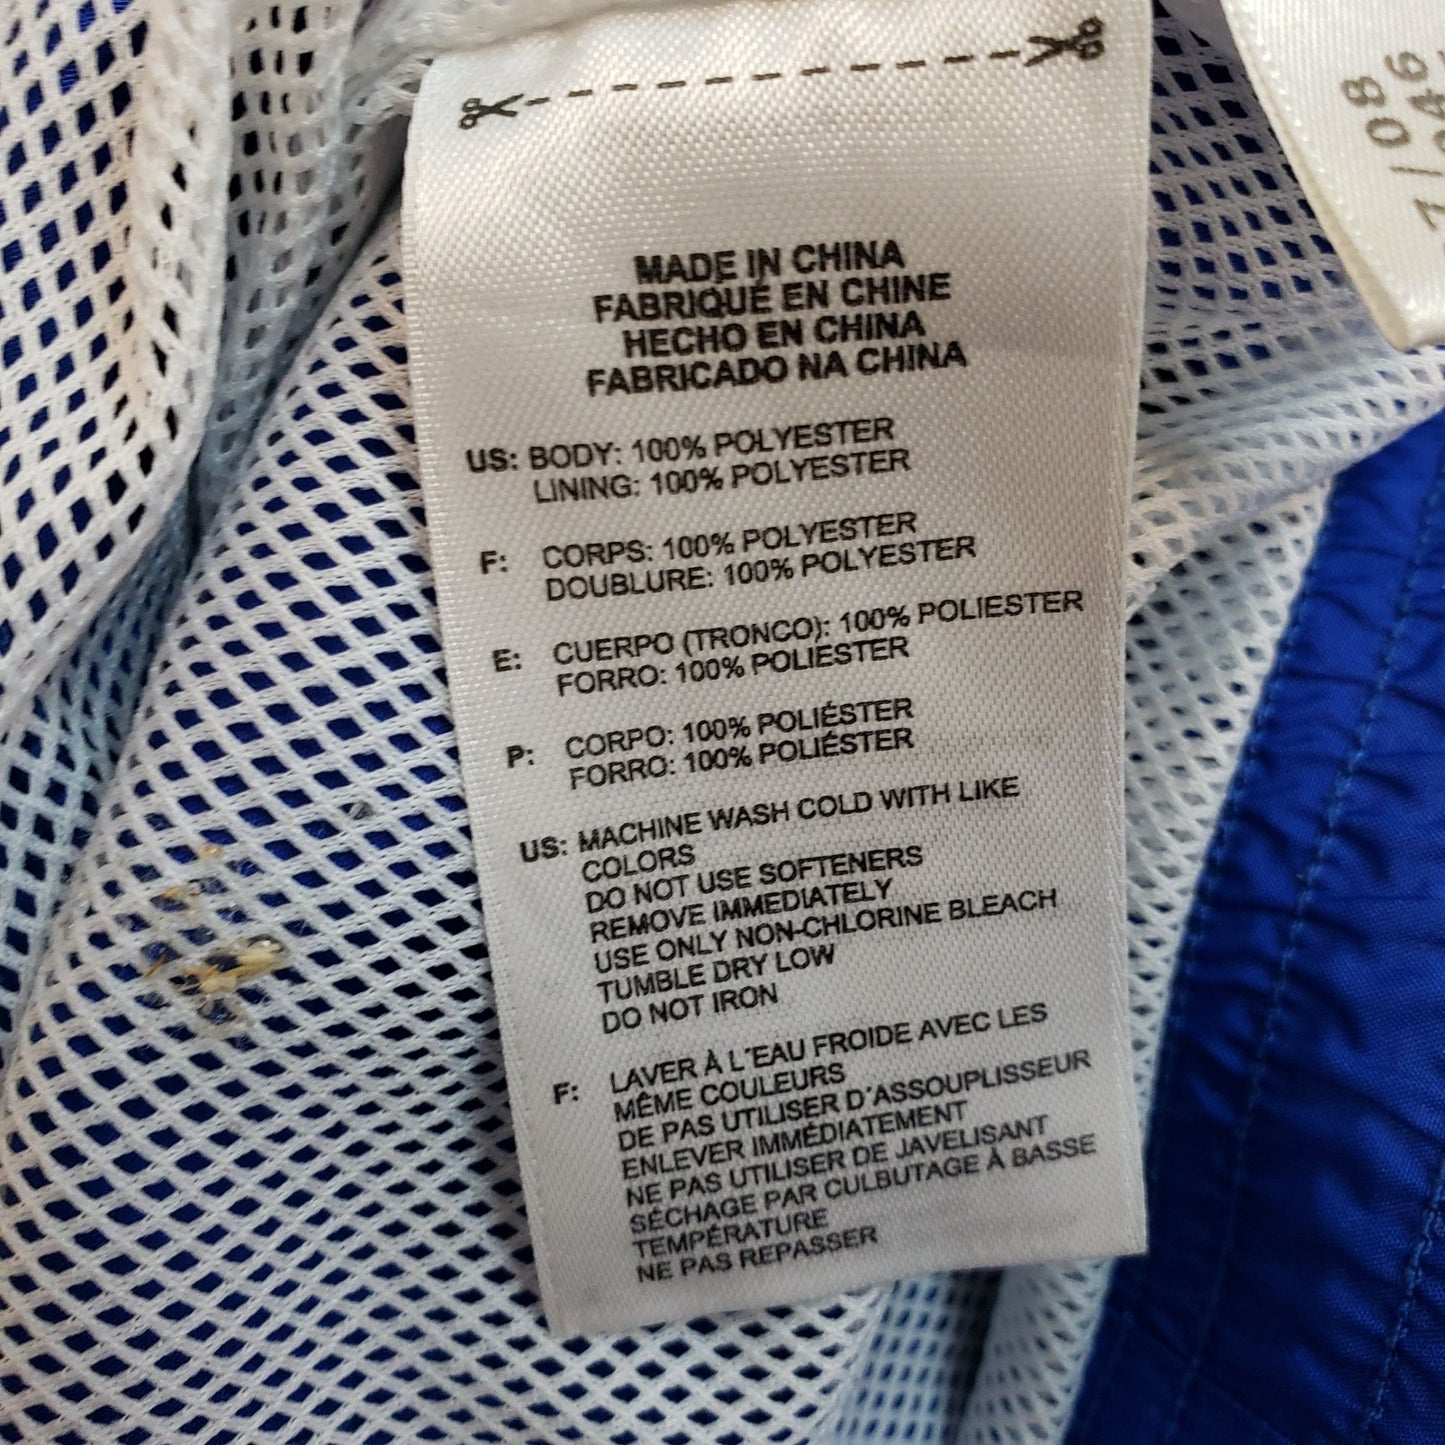 MADE IN CHINA
FABRIQUÉ EN CHINE
HECHO EN CHINA
FABRICADO NA CHINA
US: BODY: 100% POLYESTER
LINING: 100% POLYESTER
F: CORPS: 100% POLYESTER
DOUBLURE: 100% POLYESTER
E: CUERPO (TRONCO): 100% POLIESTER
FORRO: 100% POLIESTER
P: CORPO: 100% POLIÉSTER
FORRO: 100% POLIÉSTER
US: MACHINE WASH COLD WITH LIKE
COLORS
DO NOT USE SOFTENERS
REMOVE IMMEDIATELY
USE ONLY NON-CHLORINE BLEACH
TUMBLE DRY LOW
DO NOT IRON
F: LAVER À L'EAU FROIDE AVEC LES
MÊME COULEURS
DE PAS UTILISER D'ASSOUPLISSEUR
ENLEVER IMMÉDIATEMENT
NE PAS UTILISER DE JAVELISANT
SÉCHAGE PAR CULBUTAGE À BASSE
TEMPÉRATURE
NE PAS REPASSER
7/08